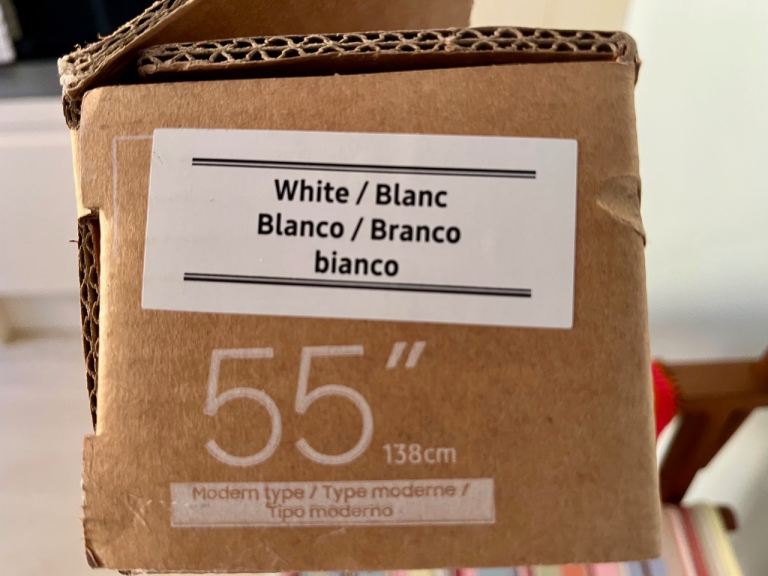 White / Blanc
Blanco / Branco
bianco
55"
138cm
Modern type / Type moderne /
Tipo moderno